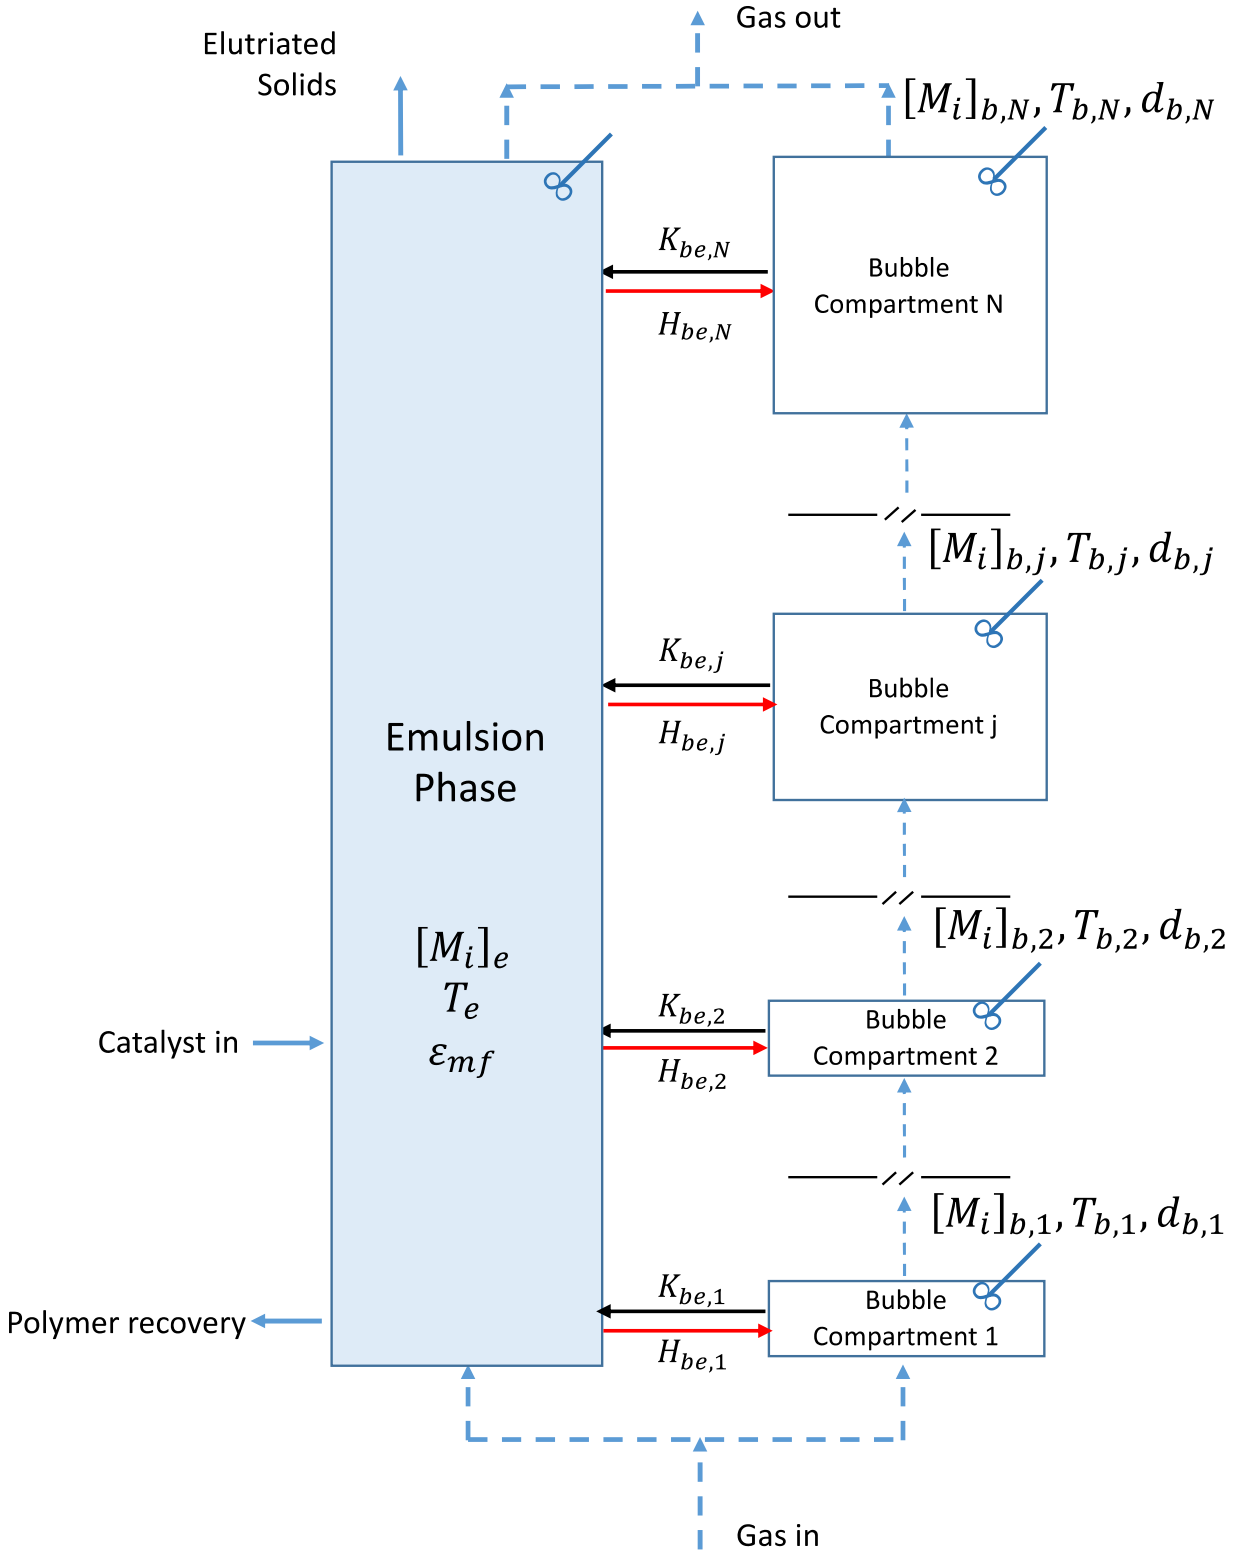 Gas out
Elutriated
Solids
[M_i]_{b,N}, T_{b,N}, d_{b,N}
K_{be,N}
Bubble
Compartment N
H_{be,N}
[M_i]_{b,j}, T_{b,j}, d_{b,j}
K_{be,j}
Bubble
Compartment j
H_{be,j}
Emulsion
Phase
[M_i]_e
T_e
ε_{mf}
[M_i]_{b,2}, T_{b,2}, d_{b,2}
K_{be,2}
Bubble
Compartment 2
H_{be,2}
Catalyst in
[M_i]_{b,1}, T_{b,1}, d_{b,1}
K_{be,1}
Bubble
Compartment 1
H_{be,1}
Polymer recovery
Gas in